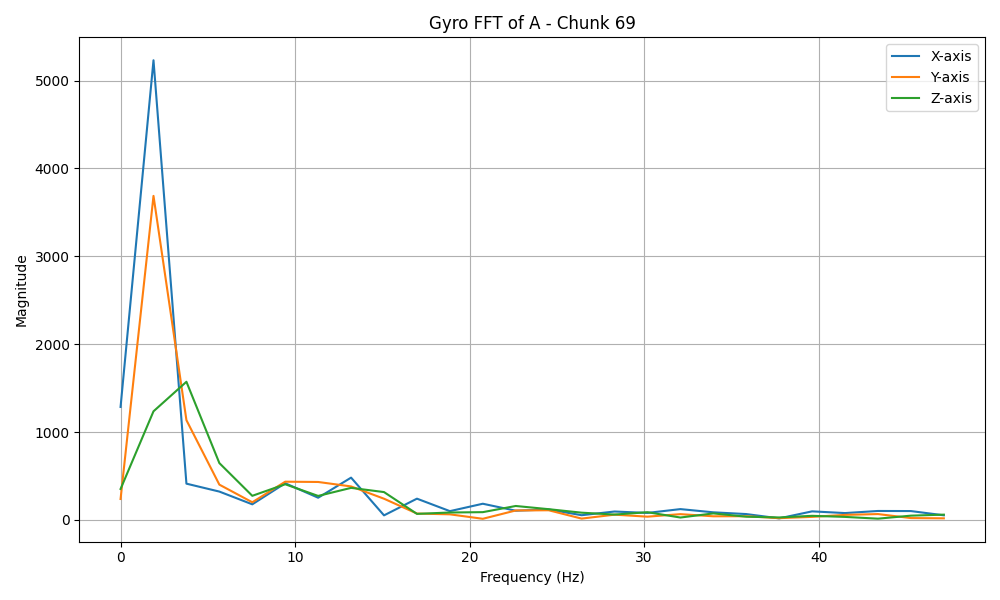 Gyro FFT of A - Chunk 69
X-axis
Y-axis
Z-axis
Magnitude
5000
4000
3000
2000
1000
0
0 10 20 30 40
Frequency (Hz)